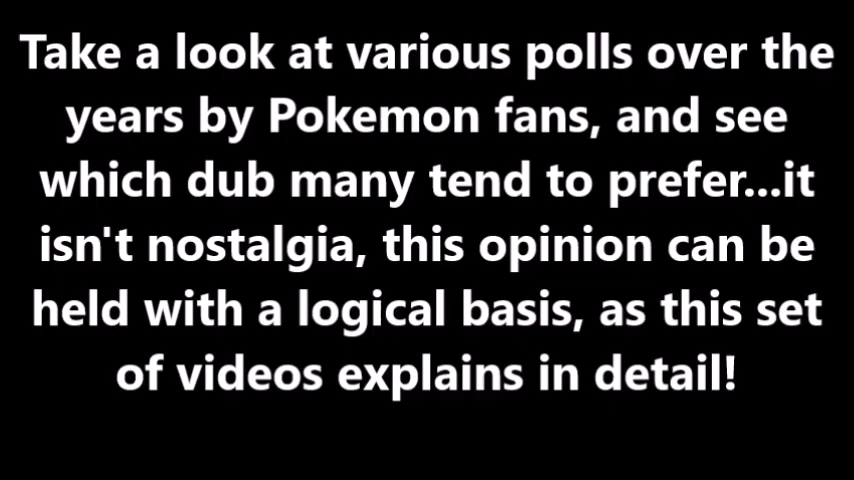 Take a look at various polls over the
years by Pokemon fans, and see
which dub many tend to prefer...it
isn't nostalgia, this opinion can be
held with a logical basis, as this set
of videos explains in detail!